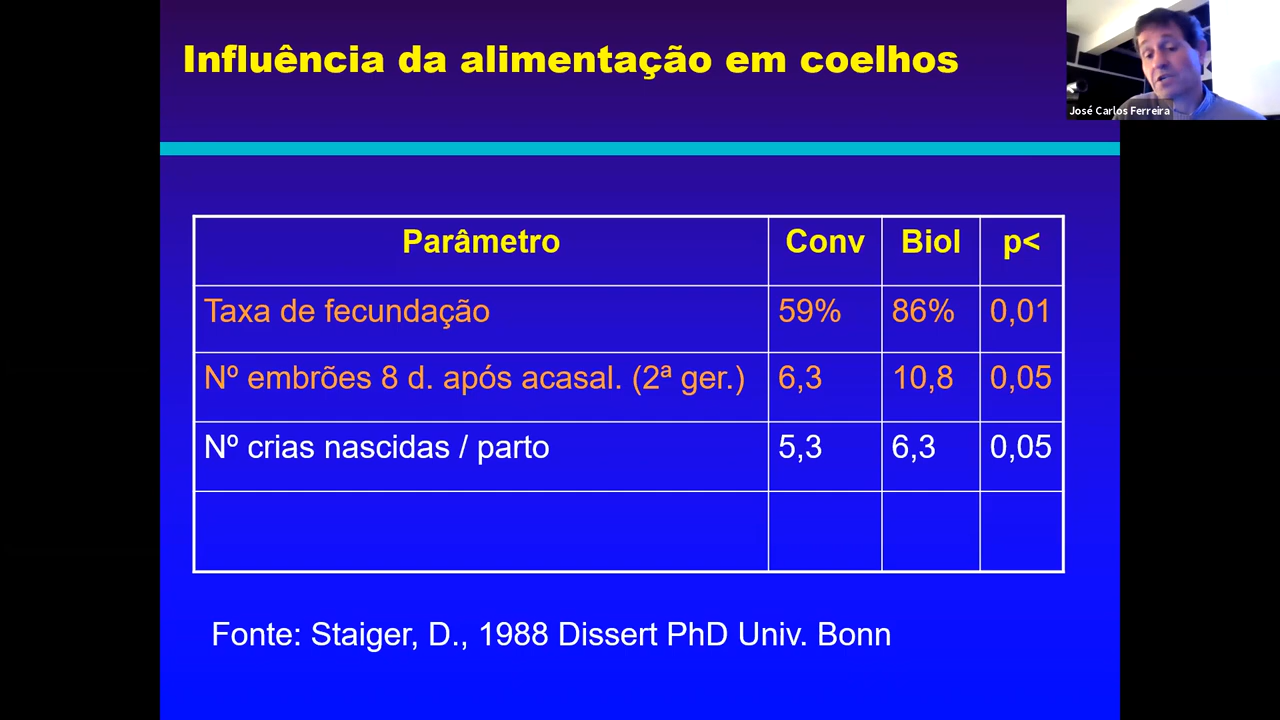 Influência da alimentação em coelhos
José Carlos Ferreira
Parâmetro Conv Biol p<
Taxa de fecundação 59% 86% 0,01
Nº embrões 8 d. após acasal. (2ª ger.) 6,3 10,8 0,05
Nº crias nascidas / parto 5,3 6,3 0,05
Fonte: Staiger, D., 1988 Dissert PhD Univ. Bonn